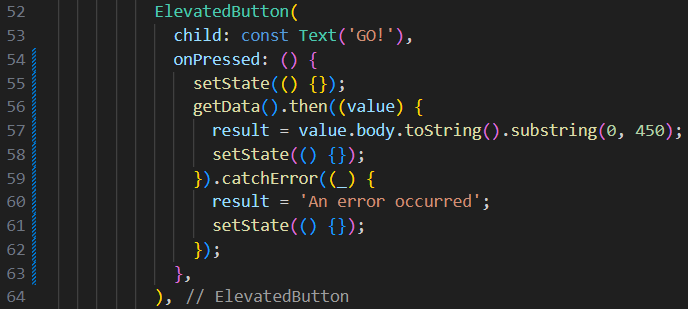 52 ElevatedButton(
53 child: const Text('GO!'),
54 onPressed: () {
55 setState(() {});
56 getData().then((value) {
57 result = value.body.toString().substring(0, 450);
58 setState(() {});
59 }).catchError((_) {
60 result = 'An error occurred';
61 setState(() {});
62 });
63 },
64 ), // ElevatedButton